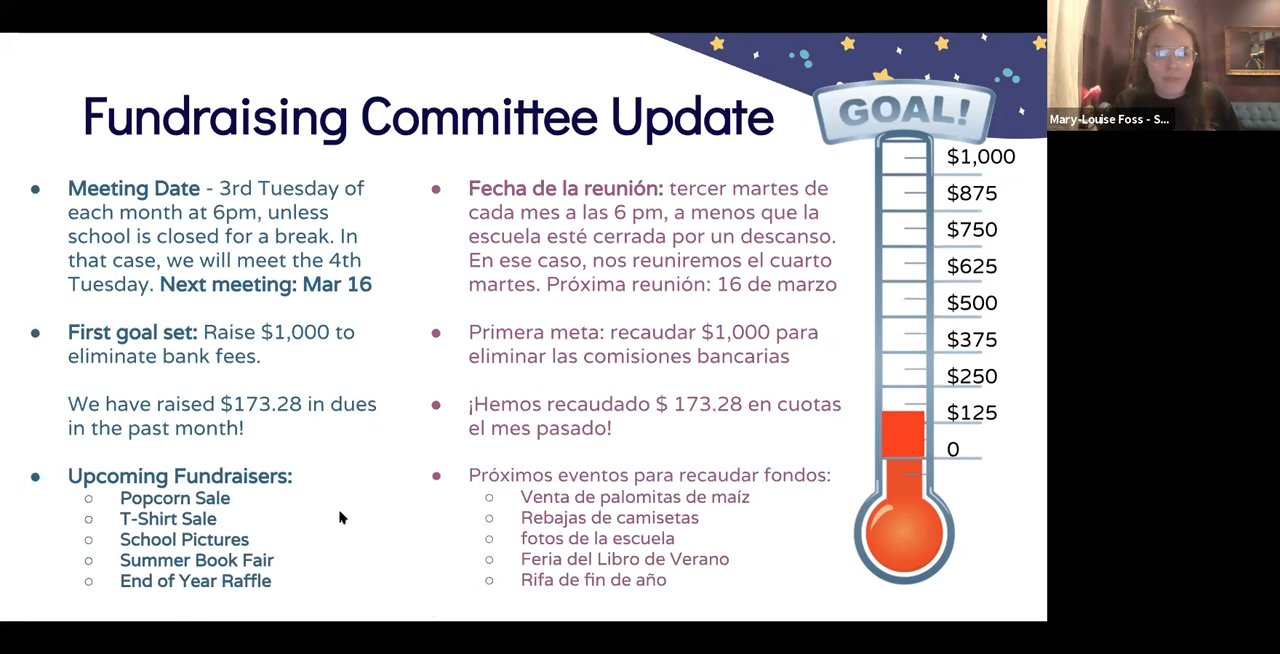 Fundraising Committee Update
Meeting Date - 3rd Tuesday of
each month at 6pm, unless
school is closed for a break. In
that case, we will meet the 4th
Tuesday. Next meeting: Mar 16
First goal set: Raise $1,000 to
eliminate bank fees.
We have raised $173.28 in dues
in the past month!
Upcoming Fundraisers:
Popcorn Sale
T-Shirt Sale
School Pictures
Summer Book Fair
End of Year Raffle
Fecha de la reunión: tercer martes de
cada mes a las 6 pm, a menos que la
escuela esté cerrada por un descanso.
En ese caso, nos reuniremos el cuarto
martes. Próxima reunión: 16 de marzo
Primera meta: recaudar $1,000 para
eliminar las comisiones bancarias
¡Hemos recaudado $ 173.28 en cuotas
el mes pasado!
Próximos eventos para recaudar fondos:
Venta de palomitas de maíz
Rebajas de camisetas
fotos de la escuela
Feria del Libro de Verano
Rifa de fin de año
GOAL!
$1,000
$875
$750
$625
$500
$375
$250
$125
0
Mary-Louise Foss - S...